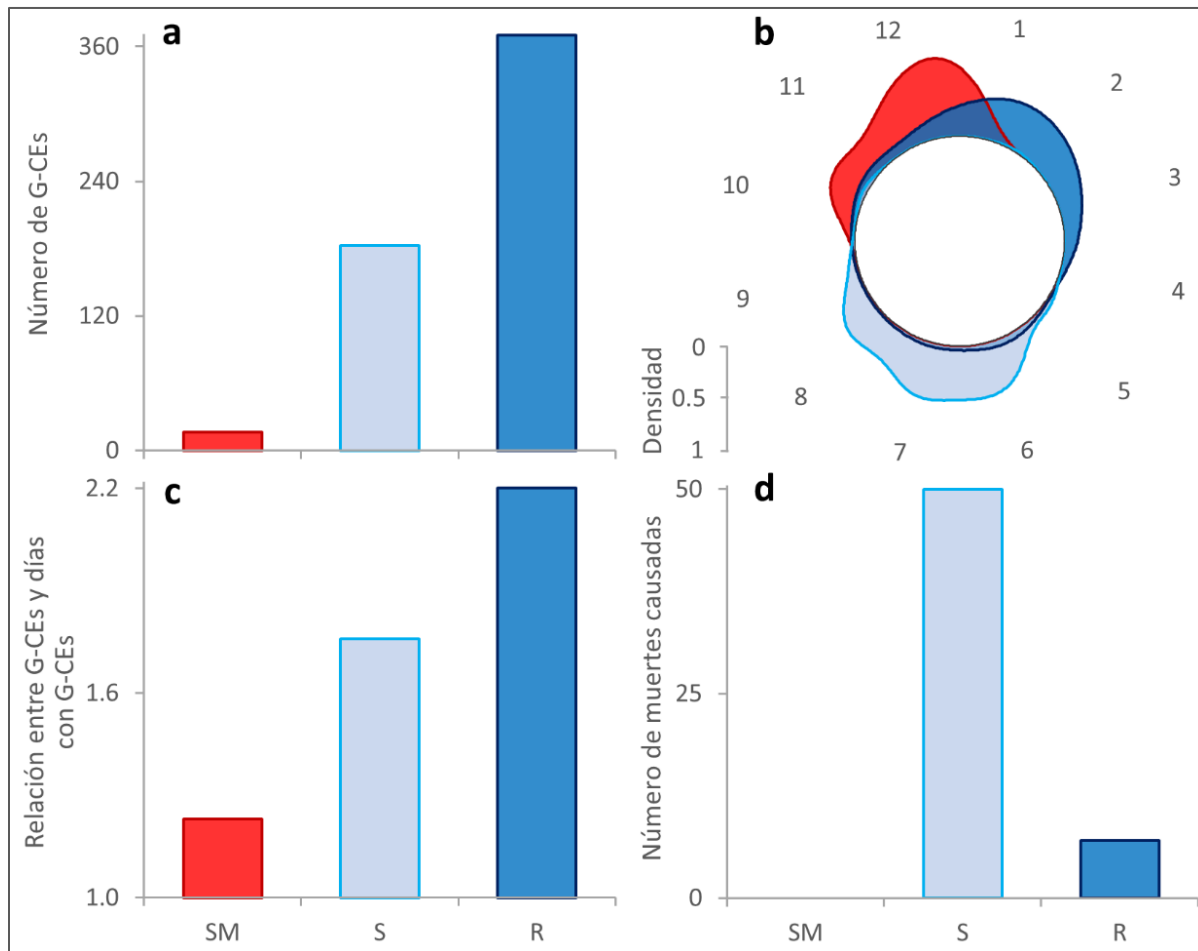 a
360
240
120
0
Número de G-CEs
b
12
1
2
3
4
5
6
7
8
9
10
11
0
0.5
1
Densidad
c
2.2
1.6
1.0
Relación entre G-CEs y días
con G-CEs
SM
S
R
d
50
25
0
Número de muertes causadas
SM
S
R